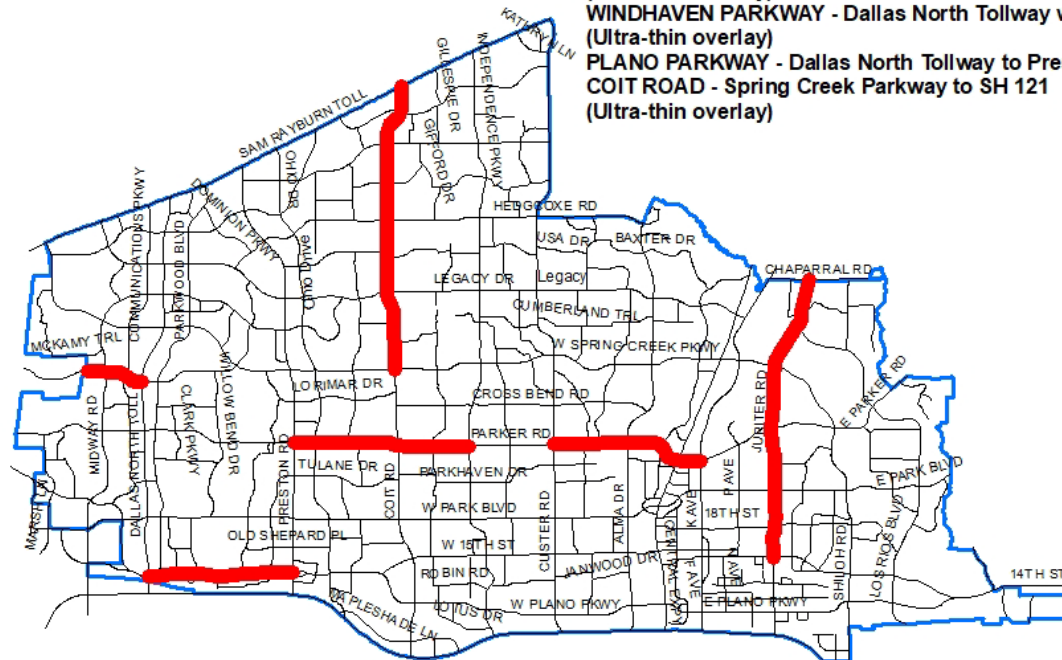 WINDHAVEN PARKWAY - Dallas North Tollway w
(Ultra-thin overlay)
PLANO PARKWAY - Dallas North Tollway to Pre
COIT ROAD - Spring Creek Parkway to SH 121
(Ultra-thin overlay)
KATHRYN LN
GILLESPIE DR
INDEPENDENCE PKWY
SAM RAYBURN TOLL
GIFFORD DR
OHIO DR
COMMUNICATIONS PKWY
DOMINION PKWY
PARKWOOD BLVD
HEDGCOXE RD
USA DR
BAXTER DR
Ohio Drive
LEGACY DR
Legacy
CHAPARRAL RD
CUMBERLAND TRL
MCKAMY TRL
W SPRING CREEK PKWY
WILLOW BEND DR
LORIMAR DR
CROSS BEND RD
JUPITER RD
E PARKER RD
MIDWAY RD
DALLAS NORTH TOLL
CLARK PKWY
PRESTON RD
PARKER RD
TULANE DR
COIT RD
PARKHAVEN DR
P AVE
E PARK BLVD
MARSH LN
W PARK BLVD
CUSTER RD
ALMA DR
K AVE
18TH ST
OLD SHEPARD PL
W 15TH ST
CENTRAL EXPY
SHILOH RD
LOS RIOS BLVD
ROBIN RD
JANWOOD DR
F AVE
N AVE
14TH ST
MAPLESHADE LN
LOTUS DR
W PLANO PKWY
E PLANO PKWY